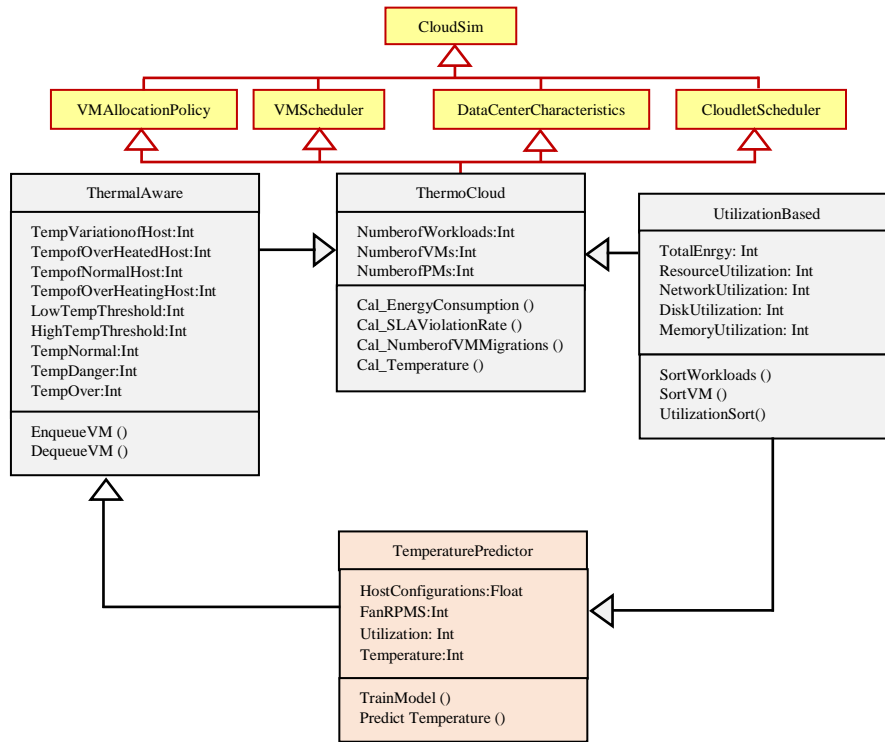 CloudSim
VMAllocationPolicy
VMScheduler
DataCenterCharacteristics
CloudletScheduler
ThermalAware
TempVariationofHost:Int
TempofOverHeatedHost:Int
TempofNormalHost:Int
TempofOverHeatingHost:Int
LowTempThreshold:Int
HighTempThreshold:Int
TempNormal:Int
TempDanger:Int
TempOver:Int
EnqueueVM ()
DequeueVM ()
ThermoCloud
NumberofWorkloads:Int
NumberofVMs:Int
NumberofPMs:Int
Cal_EnergyConsumption ()
Cal_SLAViolationRate ()
Cal_NumberofVMMigrations ()
Cal_Temperature ()
UtilizationBased
TotalEnrgy: Int
ResourceUtilization: Int
NetworkUtilization: Int
DiskUtilization: Int
MemoryUtilization: Int
SortWorkloads ()
SortVM ()
UtilizationSort()
TemperaturePredictor
HostConfigurations:Float
FanRPMS:Int
Utilization: Int
Temperature:Int
TrainModel ()
Predict Temperature ()